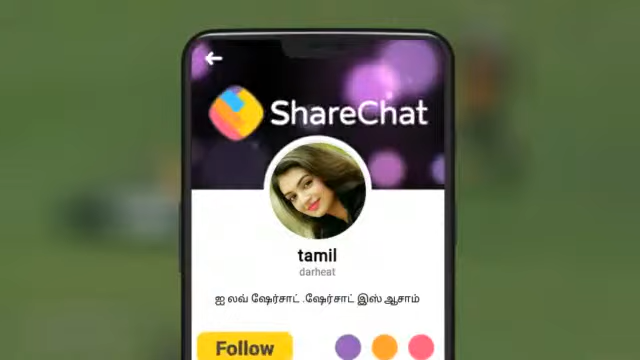 ShareChat
tamil
darheat
ஐ லவ் ஷேர்சாட் .ஷேர்சாட் இஸ் ஆசாம்
Follow